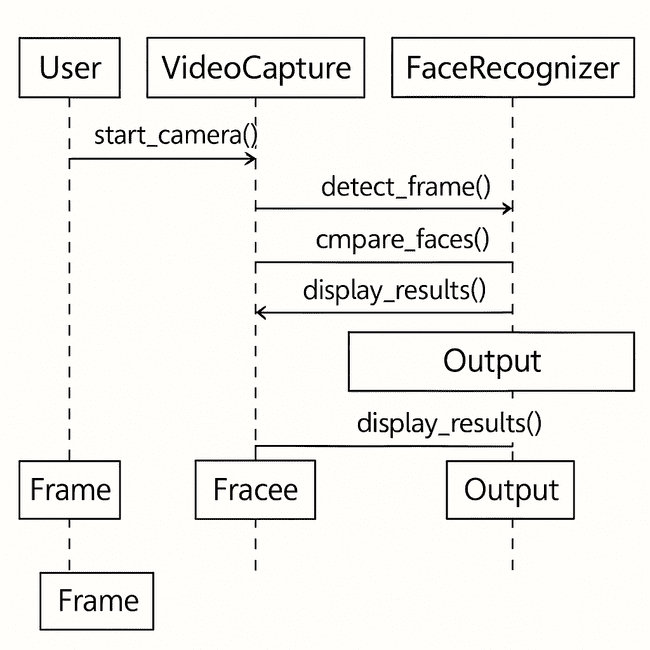 User
VideoCapture
FaceRecognizer
start_camera()
detect_frame()
cmpare_faces()
display_results()
Output
display_results()
Frame
Fracee
Output
Frame